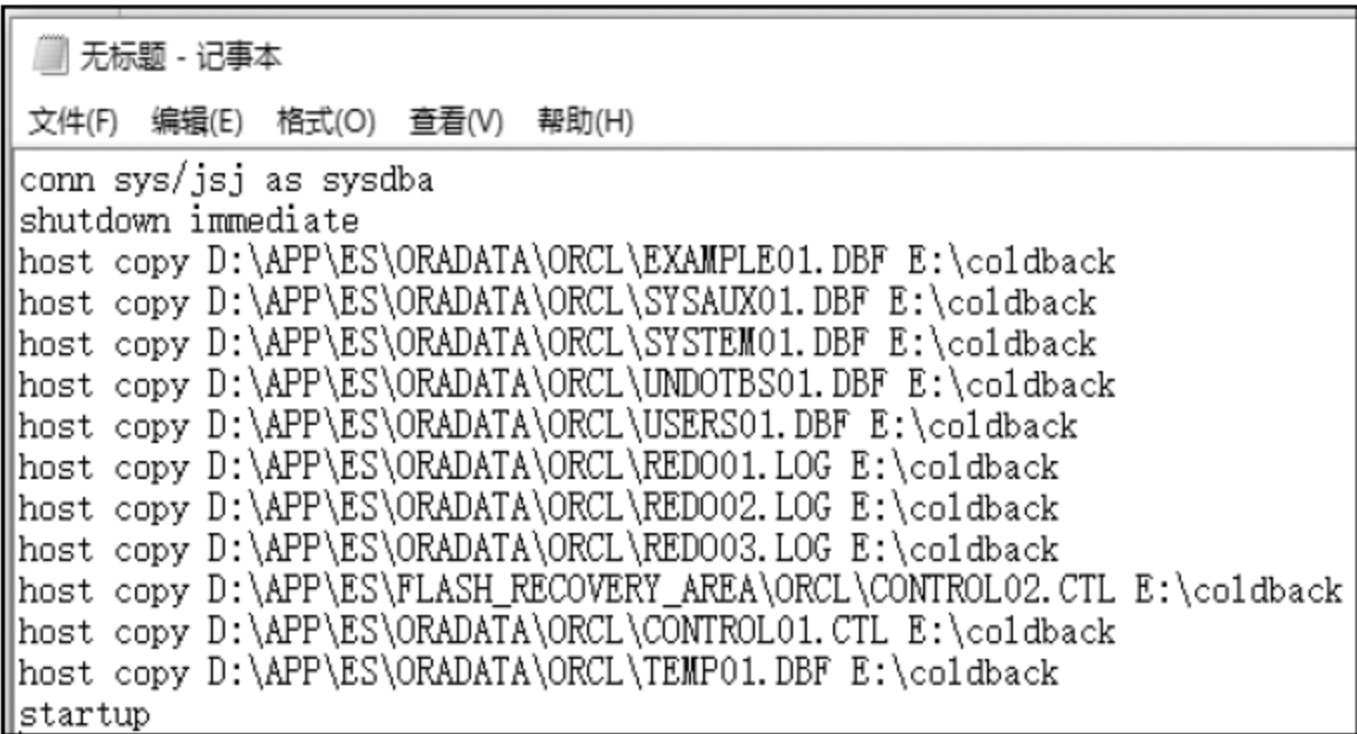 无标题 - 记事本
文件(F) 编辑(E) 格式(O) 查看(V) 帮助(H)
conn sys/jsj as sysdba
shutdown immediate
host copy D:\APP\ES\ORADATA\ORCL\EXAMPLE01.DBF E:\coldback
host copy D:\APP\ES\ORADATA\ORCL\SYSAUX01.DBF E:\coldback
host copy D:\APP\ES\ORADATA\ORCL\SYSTEM01.DBF E:\coldback
host copy D:\APP\ES\ORADATA\ORCL\UNDOTBS01.DBF E:\coldback
host copy D:\APP\ES\ORADATA\ORCL\USERS01.DBF E:\coldback
host copy D:\APP\ES\ORADATA\ORCL\REDO01.LOG E:\coldback
host copy D:\APP\ES\ORADATA\ORCL\REDO02.LOG E:\coldback
host copy D:\APP\ES\ORADATA\ORCL\REDO03.LOG E:\coldback
host copy D:\APP\ES\FLASH_RECOVERY_AREA\ORCL\CONTROL02.CTL E:\coldback
host copy D:\APP\ES\ORADATA\ORCL\CONTROL01.CTL E:\coldback
host copy D:\APP\ES\ORADATA\ORCL\TEMP01.DBF E:\coldback
startup